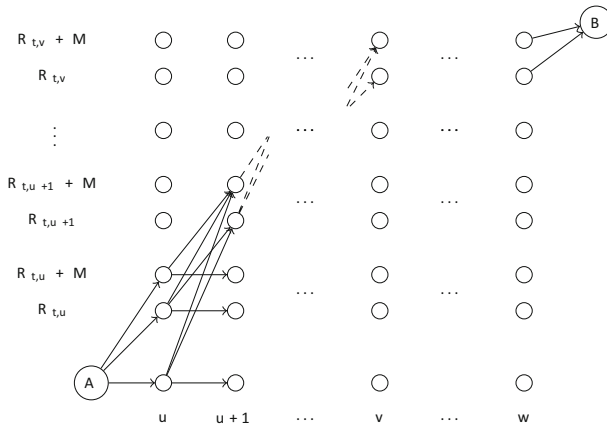 B
R t,v + M
... ...
R t,v
⋮ ... ...
R t,u +1 + M
... ...
R t,u+1
R t,u + M
... ...
R t,u
A
u u + 1 ... v ... w